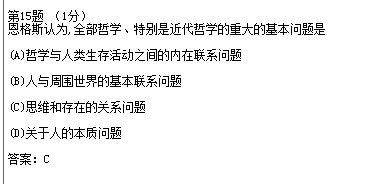 第15题 （1分）
恩格斯认为,全部哲学、特别是近代哲学的重大的基本问题是
(A)哲学与人类生存活动之间的内在联系问题
(B)人与周围世界的基本联系问题
(C)思维和存在的关系问题
(D)关于人的本质问题
答案：C